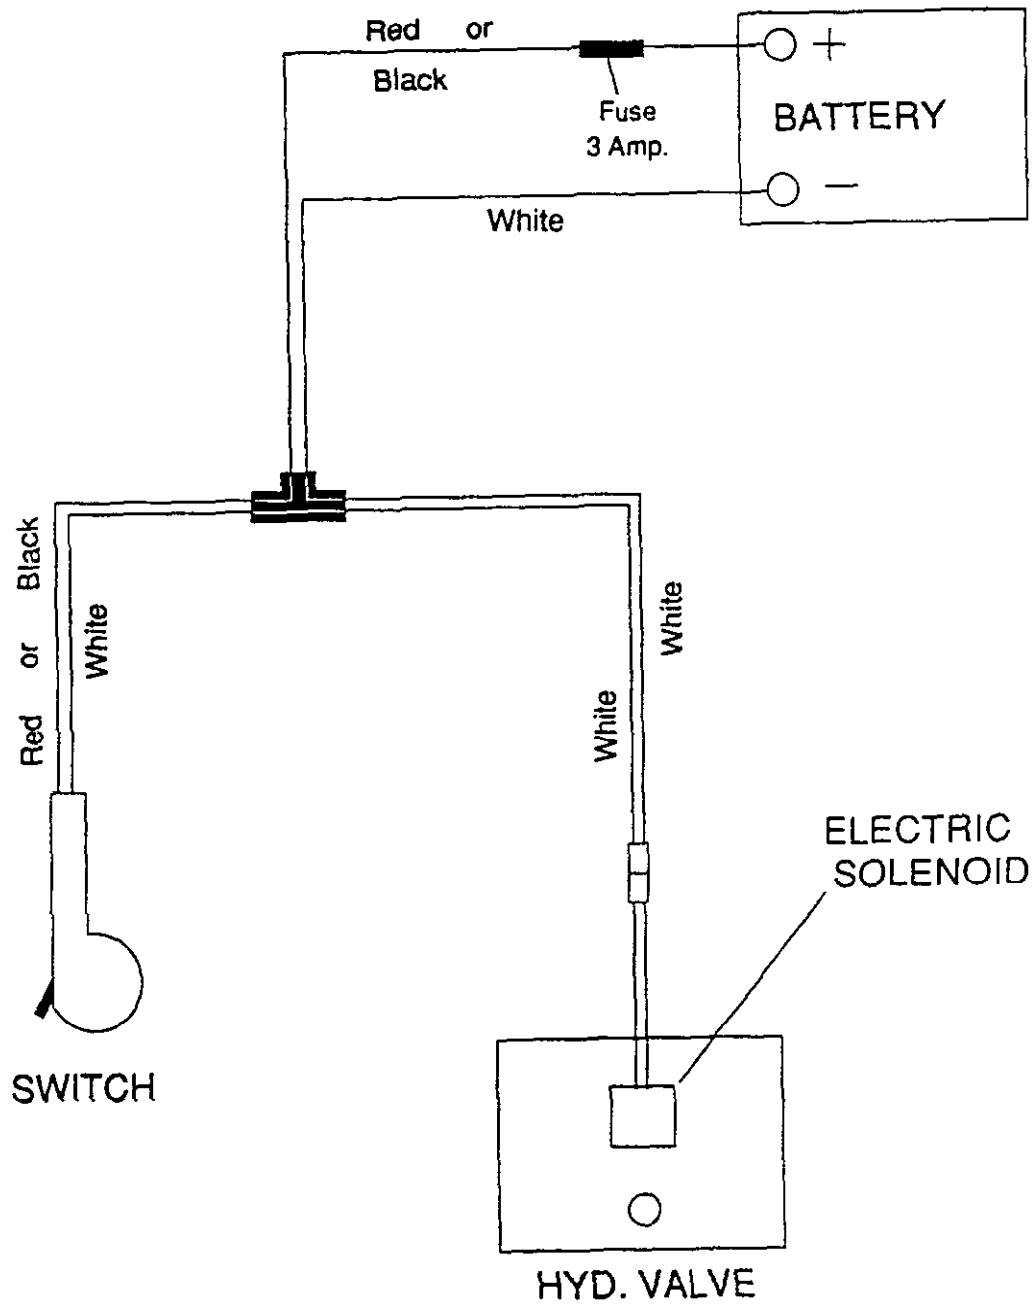 Red or
Black
Fuse
3 Amp.
+
BATTERY
−
White
Red or Black
White
White
White
ELECTRIC
SOLENOID
SWITCH
HYD. VALVE